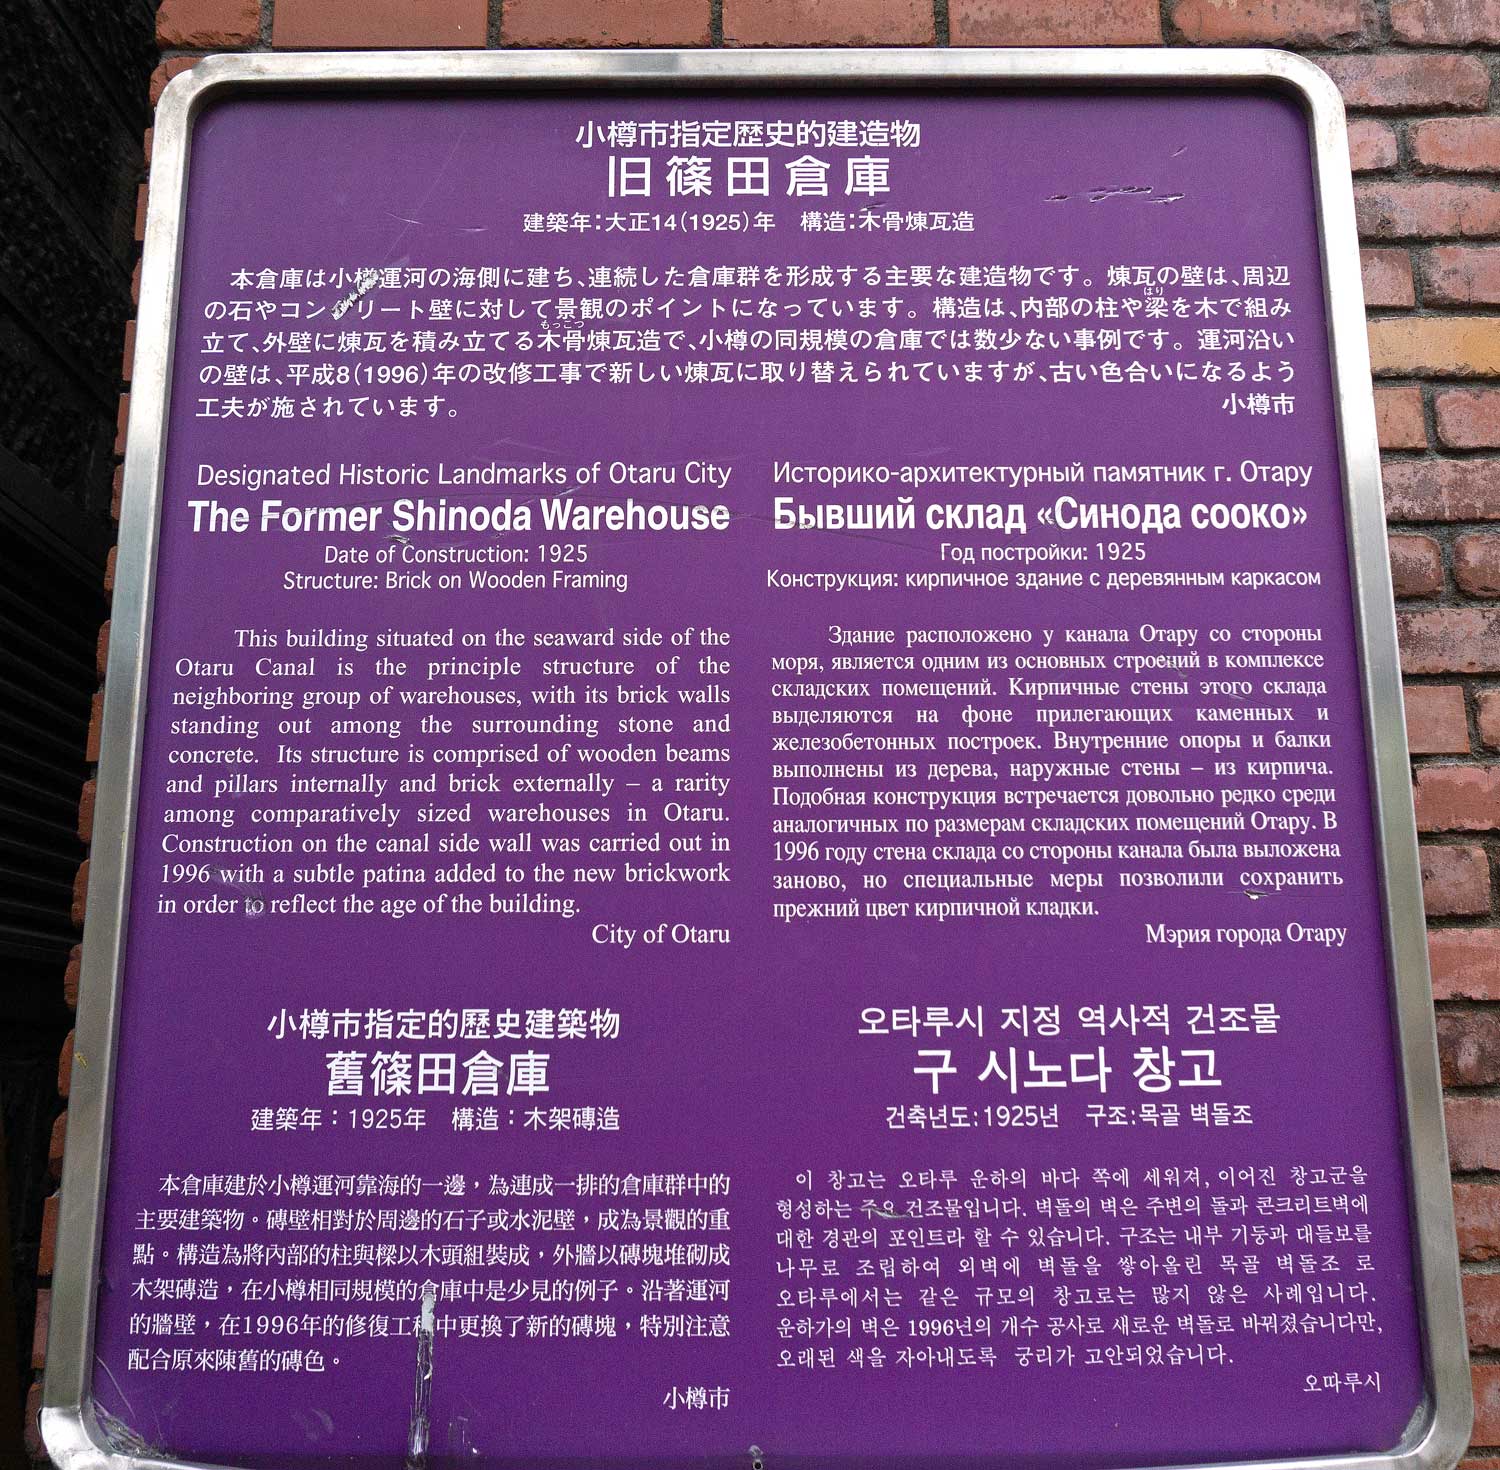 小樽市指定歴史的建造物
旧篠田倉庫
建築年：大正14（1925）年　構造：木骨煉瓦造
本倉庫は小樽運河の海側に建ち、連続した倉庫群を形成する主要な建造物です。煉瓦の壁は、周辺
の石やコンクリート壁に対して景観のポイントになっています。構造は、内部の柱や梁を木で組み
はり
立て、外壁に煉瓦を積み立てる木骨煉瓦造で、小樽の同規模の倉庫では数少ない事例です。運河沿い
もっこつ
の壁は、平成8（1996）年の改修工事で新しい煉瓦に取り替えられていますが、古い色合いになるよう
工夫が施されています。
小樽市
Designated Historic Landmarks of Otaru City
The Former Shinoda Warehouse
Date of Construction: 1925
Structure: Brick on Wooden Framing
This building situated on the seaward side of the
Otaru Canal is the principle structure of the
neighboring group of warehouses, with its brick walls
standing out among the surrounding stone and
concrete. Its structure is comprised of wooden beams
and pillars internally and brick externally – a rarity
among comparatively sized warehouses in Otaru.
Construction on the canal side wall was carried out in
1996 with a subtle patina added to the new brickwork
in order to reflect the age of the building.
City of Otaru
Историко-архитектурный памятник г. Отару
Бывший склад «Синода сооко»
Год постройки: 1925
Конструкция: кирпичное здание с деревянным каркасом
Здание расположено у канала Отару со стороны
моря, является одним из основных строений в комплексе
складских помещений. Кирпичные стены этого склада
выделяются на фоне прилегающих каменных и
железобетонных построек. Внутренние опоры и балки
выполнены из дерева, наружные стены – из кирпича.
Подобная конструкция встречается довольно редко среди
аналогичных по размерам складских помещений Отару. В
1996 году стена склада со стороны канала была выложена
заново, но специальные меры позволили сохранить
прежний цвет кирпичной кладки.
Мэрия города Отару
小樽市指定的歷史建築物
舊篠田倉庫
建築年：1925年　構造：木架磚造
本倉庫建於小樽運河靠海的一邊，為連成一排的倉庫群中的
主要建築物。磚壁相對於周邊的石子或水泥壁，成為景觀的重
點。構造為將內部的柱與樑以木頭組裝成，外牆以磚塊堆砌成
木架磚造，在小樽相同規模的倉庫中是少見的例子。沿著運河
的牆壁，在1996年的修復工程中更換了新的磚塊，特別注意
配合原來陳舊的磚色。
小樽市
오타루시 지정 역사적 건조물
구 시노다 창고
건축년도:1925년　구조:목골 벽돌조
이 창고는 오타루 운하의 바다 쪽에 세워져, 이어진 창고군을
형성하는 주요 건조물입니다. 벽돌의 벽은 주변의 돌과 콘크리트벽에
대한 경관의 포인트라 할 수 있습니다. 구조는 내부 기둥과 대들보를
나무로 조립하여 외벽에 벽돌을 쌓아올린 목골 벽돌조 로
오타루에서는 같은 규모의 창고로는 많지 않은 사례입니다.
운하가의 벽은 1996년의 개수 공사로 새로운 벽돌로 바뀌졌습니다만,
오래된 색을 자아내도록 궁리가 고안되었습니다.
오따루시